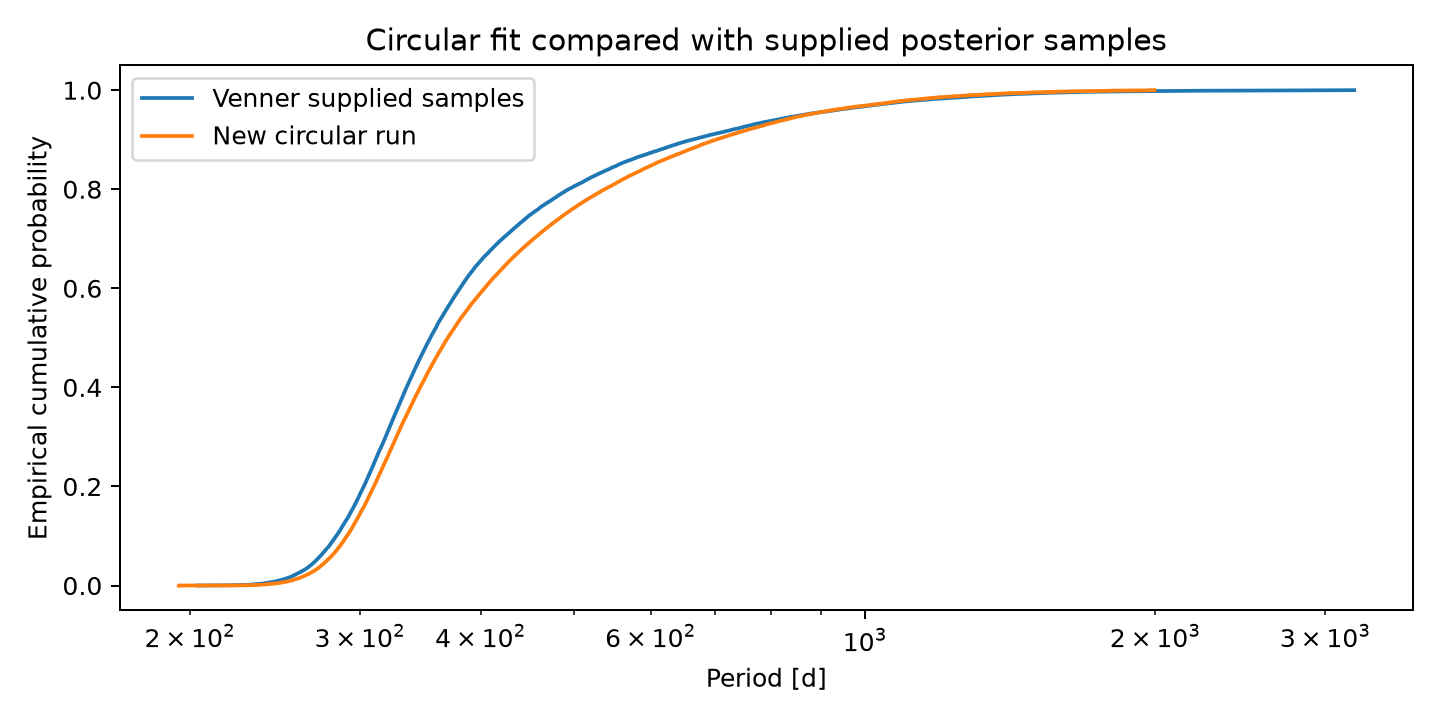 Circular fit compared with supplied posterior samples
Venner supplied samples
New circular run
Empirical cumulative probability
1.0
0.8
0.6
0.4
0.2
0.0
2 × 10² 3 × 10² 4 × 10² 6 × 10² 10³ 2 × 10³ 3 × 10³
Period [d]